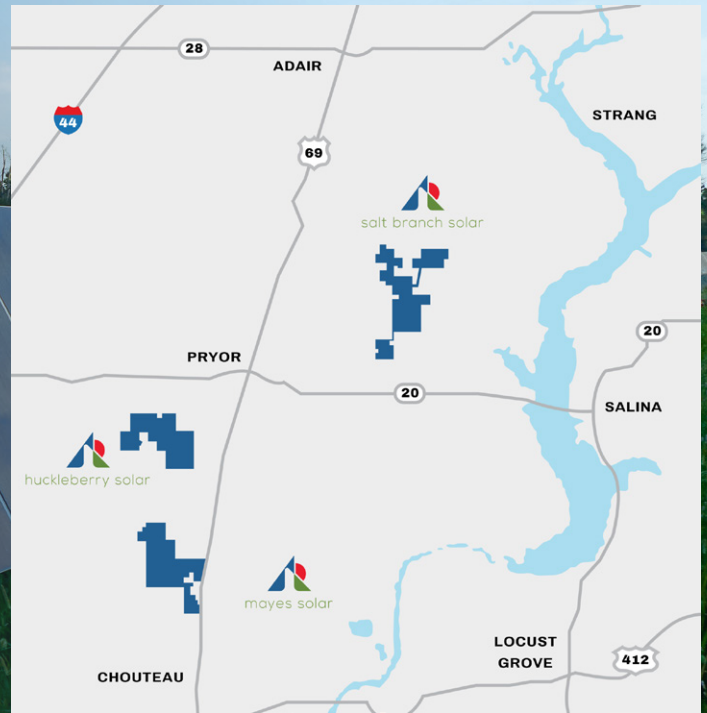 28
ADAIR
44
STRANG
69
salt branch solar
20
PRYOR
20
SALINA
huckleberry solar
mayes solar
LOCUST
GROVE
412
CHOUTEAU